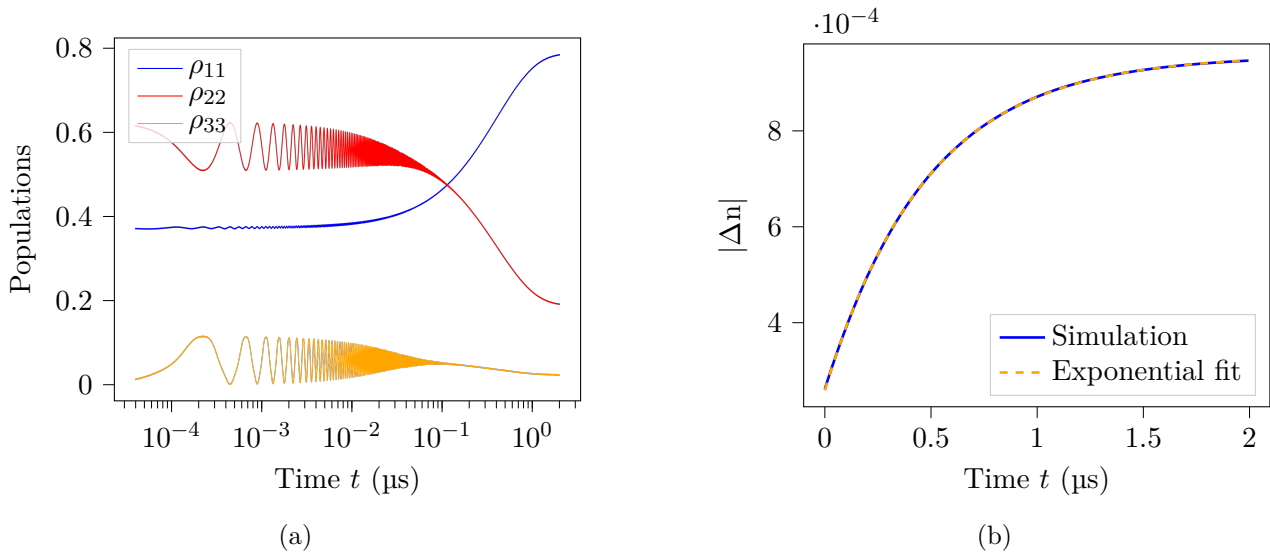 0.8
0.6
0.4
0.2
0
Populations
ρ11
ρ22
ρ33
10−4
10−3
10−2
10−1
100
Time t (µs)
(a)
·10−4
8
6
4
|Δn|
Simulation
Exponential fit
0
0.5
1
1.5
2
Time t (µs)
(b)